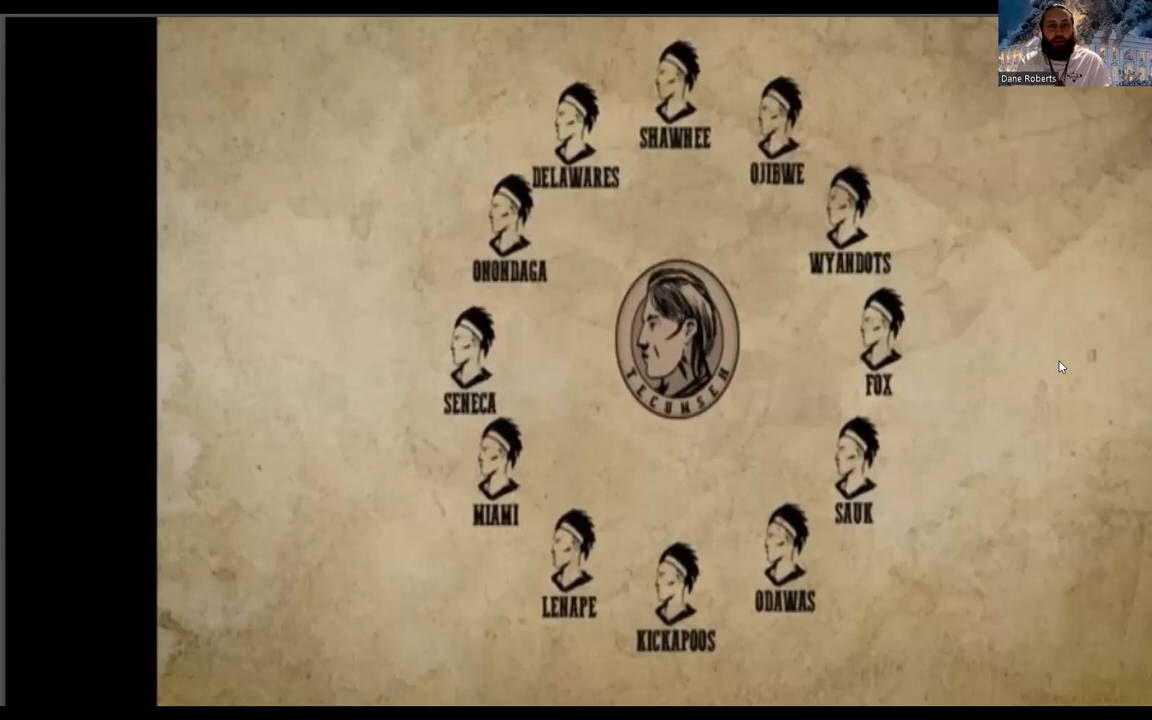 Dane Roberts
SHAWNEE
OJIBWE
DELAWARES
WYANDOTS
ONONDAGA
FOX
SENECA
TECUMSEH
SAUK
MIAMI
ODAWAS
LENAPE
KICKAPOOS